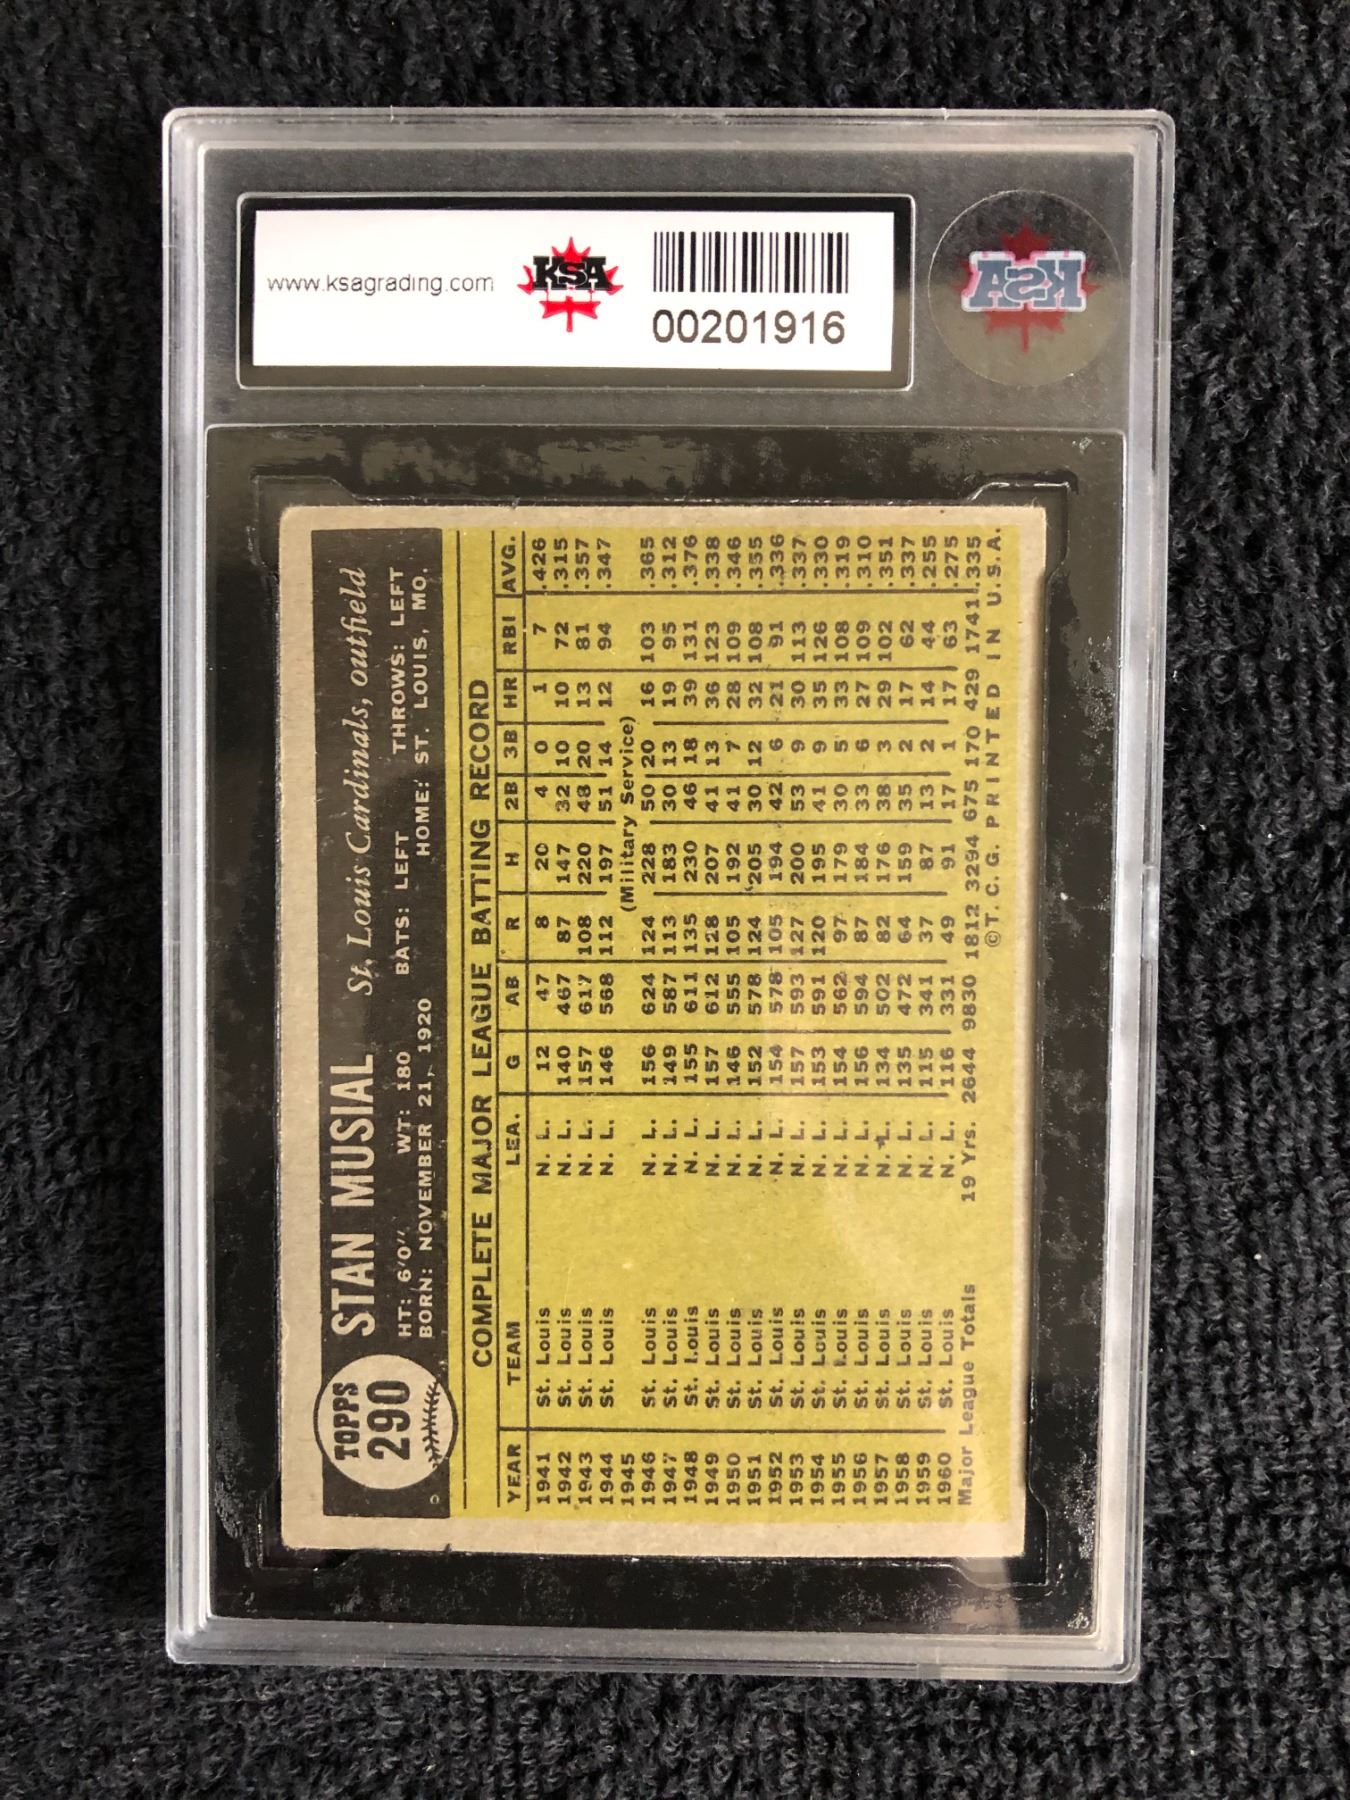 www.ksagrading.com
KSA
00201916
KSA
TOPPS
290
STAN MUSIAL St. Louis Cardinals, outfield
HT: 6'0" WT: 180 BATS: LEFT THROWS: LEFT
BORN: NOVEMBER 21, 1920 HOME: ST. LOUIS, MO.
COMPLETE MAJOR LEAGUE BATTING RECORD
YEAR TEAM LEA. G AB R H 2B 3B HR RBI AVG.
1941 St. Louis N. L. 12 47 8 20 4 0 1 7 .426
1942 St. Louis N. L. 140 467 87 147 32 10 10 72 .315
1943 St. Louis N. L. 157 617 108 220 48 20 13 81 .357
1944 St. Louis N. L. 146 568 112 197 51 14 12 94 .347
1945 (Military Service)
1946 St. Louis N. L. 156 624 124 228 50 20 16 103 .365
1947 St. Louis N. L. 149 587 113 183 30 13 19 95 .312
1948 St. Louis N. L. 155 611 135 230 46 18 39 131 .376
1949 St. Louis N. L. 157 612 128 207 41 13 36 123 .338
1950 St. Louis N. L. 146 555 105 192 41 7 28 109 .346
1951 St. Louis N. L. 152 578 124 205 30 12 32 108 .355
1952 St. Louis N. L. 154 578 105 194 42 6 21 91 .336
1953 St. Louis N. L. 157 593 127 200 53 9 30 113 .337
1954 St. Louis N. L. 153 591 120 195 41 9 35 126 .330
1955 St. Louis N. L. 154 562 97 179 30 5 33 108 .319
1956 St. Louis N. L. 156 594 87 184 33 6 27 109 .310
1957 St. Louis N. L. 134 502 82 176 38 3 29 102 .351
1958 St. Louis N. L. 135 472 64 159 35 2 17 62 .337
1959 St. Louis N. L. 115 341 37 87 13 2 14 44 .255
1960 St. Louis N. L. 116 331 49 91 17 1 17 63 .275
Major League Totals 19 Yrs. 2644 9830 1812 3294 675 170 429 1741 .335
©T.C.G. PRINTED IN U.S.A.